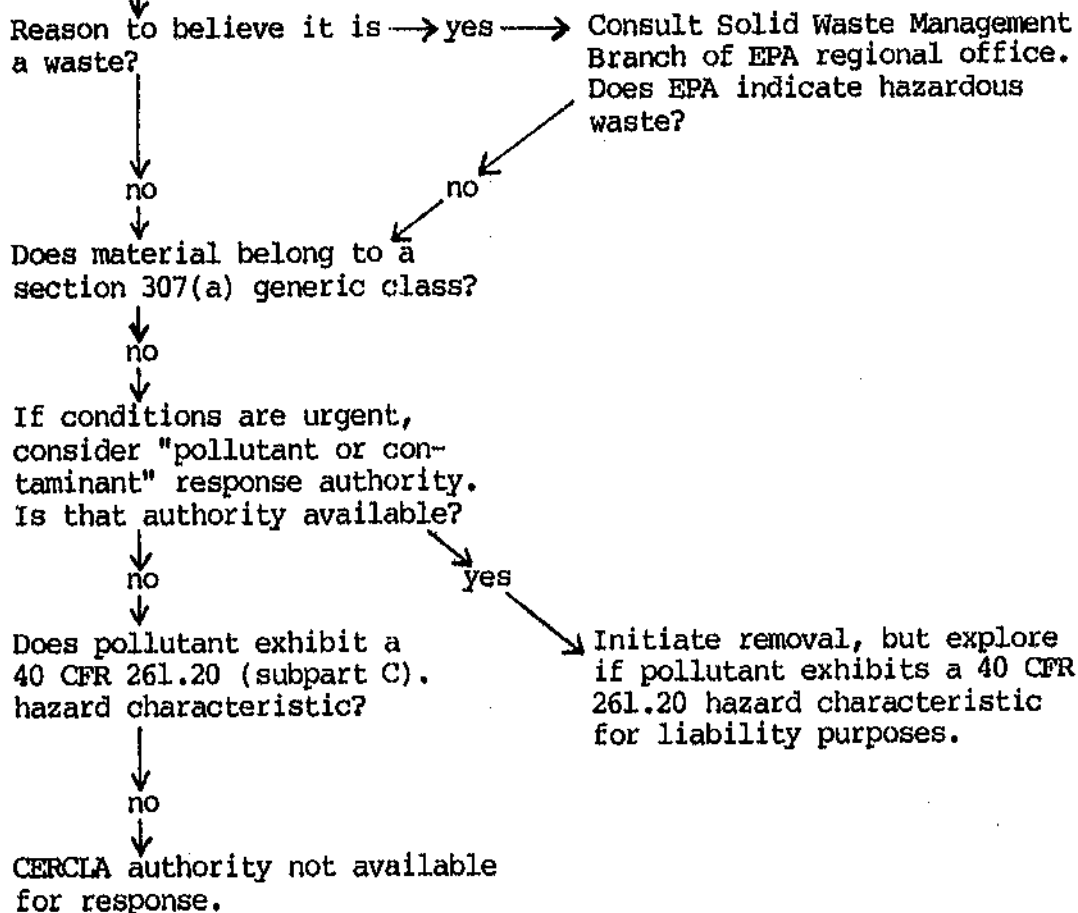 Reason to believe it is → yes → Consult Solid Waste Management
a waste?
Branch of EPA regional office.
Does EPA indicate hazardous
waste?
no
no
Does material belong to a
section 307(a) generic class?
no
If conditions are urgent,
consider "pollutant or con-
taminant" response authority.
Is that authority available?
no
yes
Does pollutant exhibit a
40 CFR 261.20 (subpart C).
hazard characteristic?
Initiate removal, but explore
if pollutant exhibits a 40 CFR
261.20 hazard characteristic
for liability purposes.
no
CERCLA authority not available
for response.